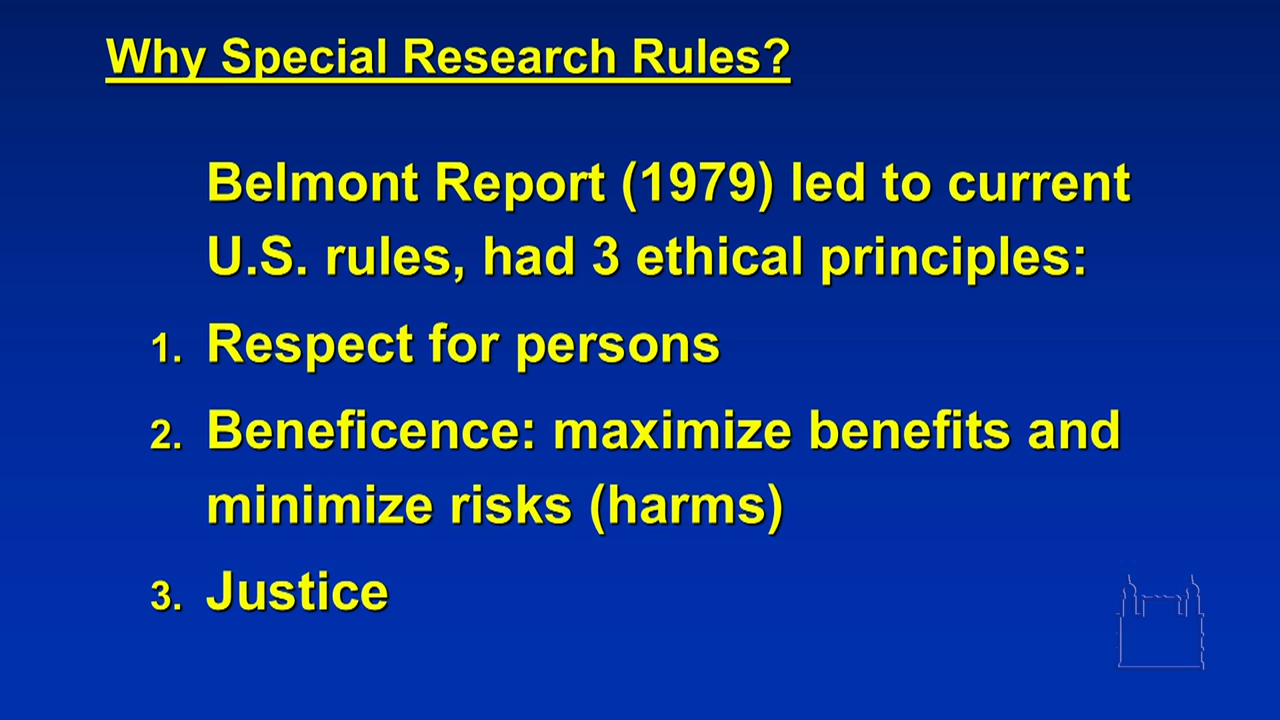 Why Special Research Rules?
Belmont Report (1979) led to current
U.S. rules, had 3 ethical principles:
1. Respect for persons
2. Beneficence: maximize benefits and
minimize risks (harms)
3. Justice